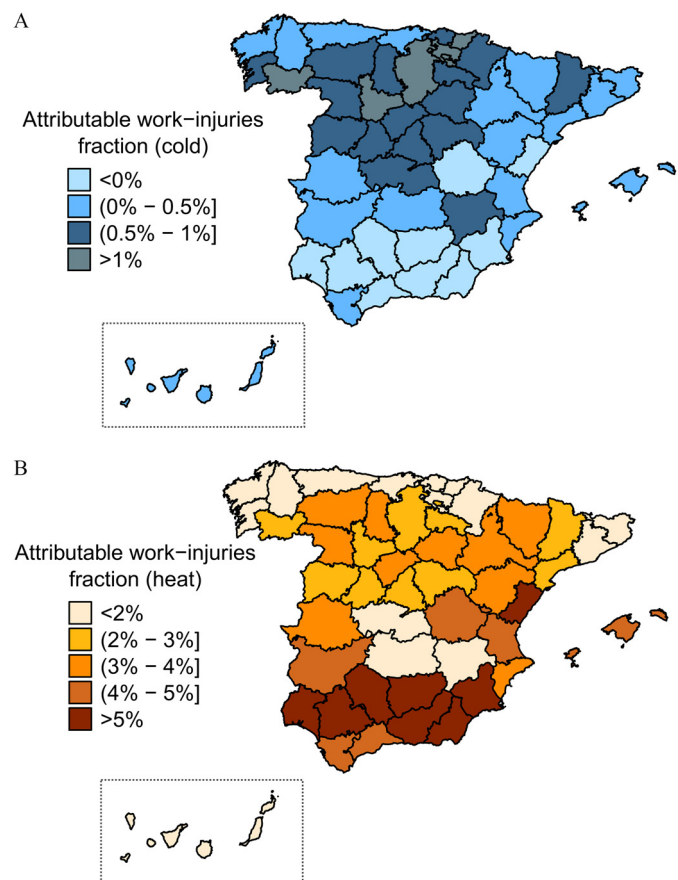 A
Attributable work−injuries
fraction (cold)
<0%
(0% − 0.5%]
(0.5% − 1%]
>1%
B
Attributable work−injuries
fraction (heat)
<2%
(2% − 3%]
(3% − 4%]
(4% − 5%]
>5%